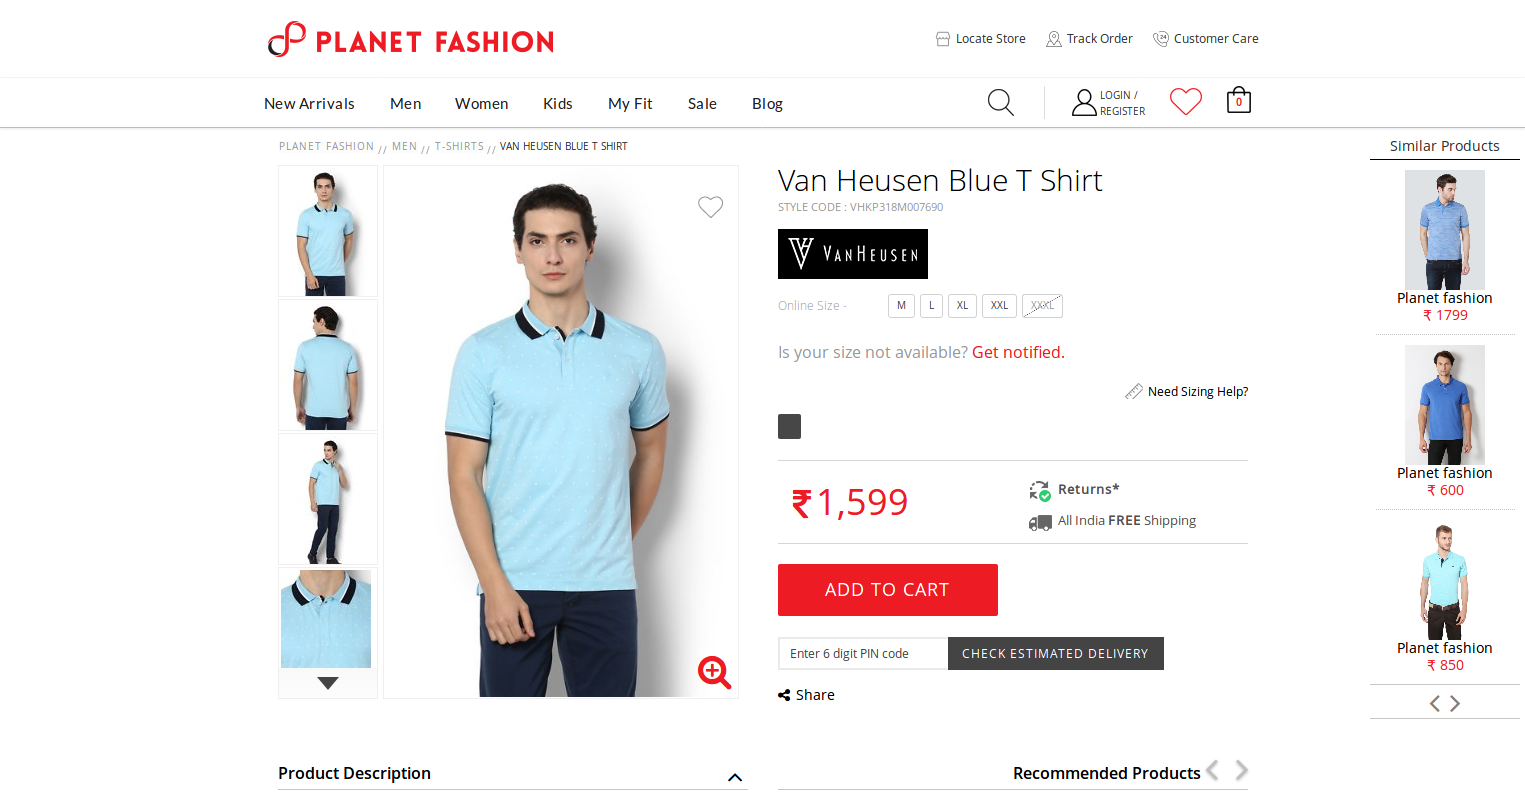 PLANET FASHION
Locate Store
Track Order
24
Customer Care
New Arrivals
Men
Women
Kids
My Fit
Sale
Blog
LOGIN /
REGISTER
0
PLANET FASHION // MEN // T-SHIRTS // VAN HEUSEN BLUE T SHIRT
Van Heusen Blue T Shirt
STYLE CODE : VHKP318M007690
VANHEUSEN
Online Size -
M
L
XL
XXL
XXXL
Is your size not available? Get notified.
Need Sizing Help?
₹1,599
Returns*
All India FREE Shipping
ADD TO CART
Enter 6 digit PIN code
CHECK ESTIMATED DELIVERY
Share
Similar Products
Planet fashion
₹ 1799
Planet fashion
₹ 600
Planet fashion
₹ 850
Product Description
Recommended Products